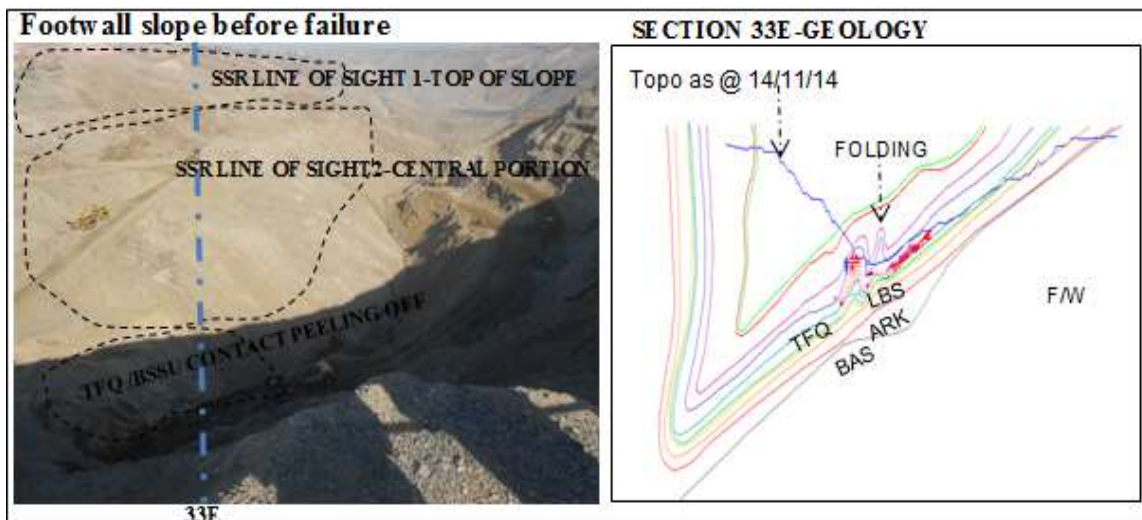 Footwall slope before failure
SSR LINE OF SIGHT 1-TOP OF SLOPE
SSR LINE OF SIGHT 2-CENTRAL PORTION
TFQ /BSSU CONTACT PEELING OFF
33E
SECTION 33E-GEOLOGY
Topo as @ 14/11/14
FOLDING
LBS
F/W
TFQ
ARK
BAS